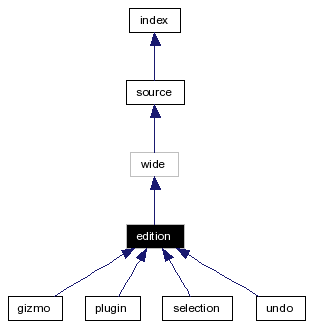 index
source
wide
edition
gizmo
plugin
selection
undo